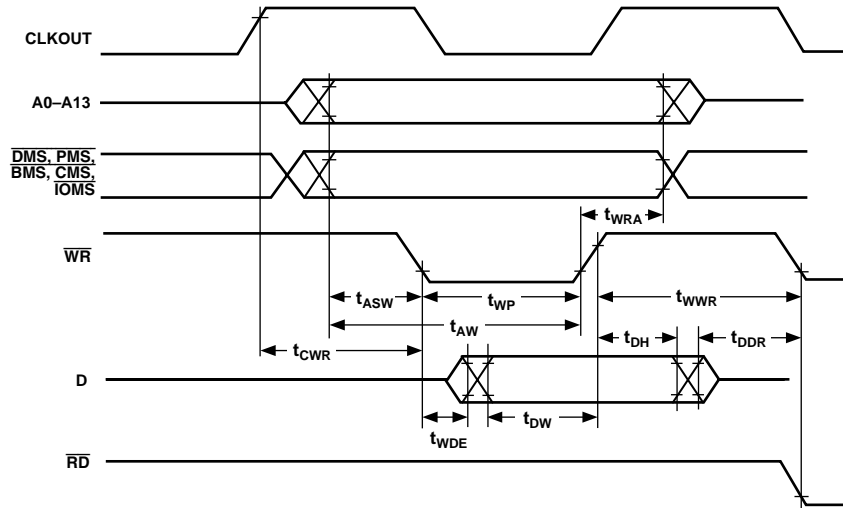 CLKOUT
A0–A13
DMS, PMS,
BMS, CMS,
IOMS
tWRA
WR
tASW
tWP
tWWR
tAW
tDH
tDDR
tCWR
D
tDW
tWDE
RD